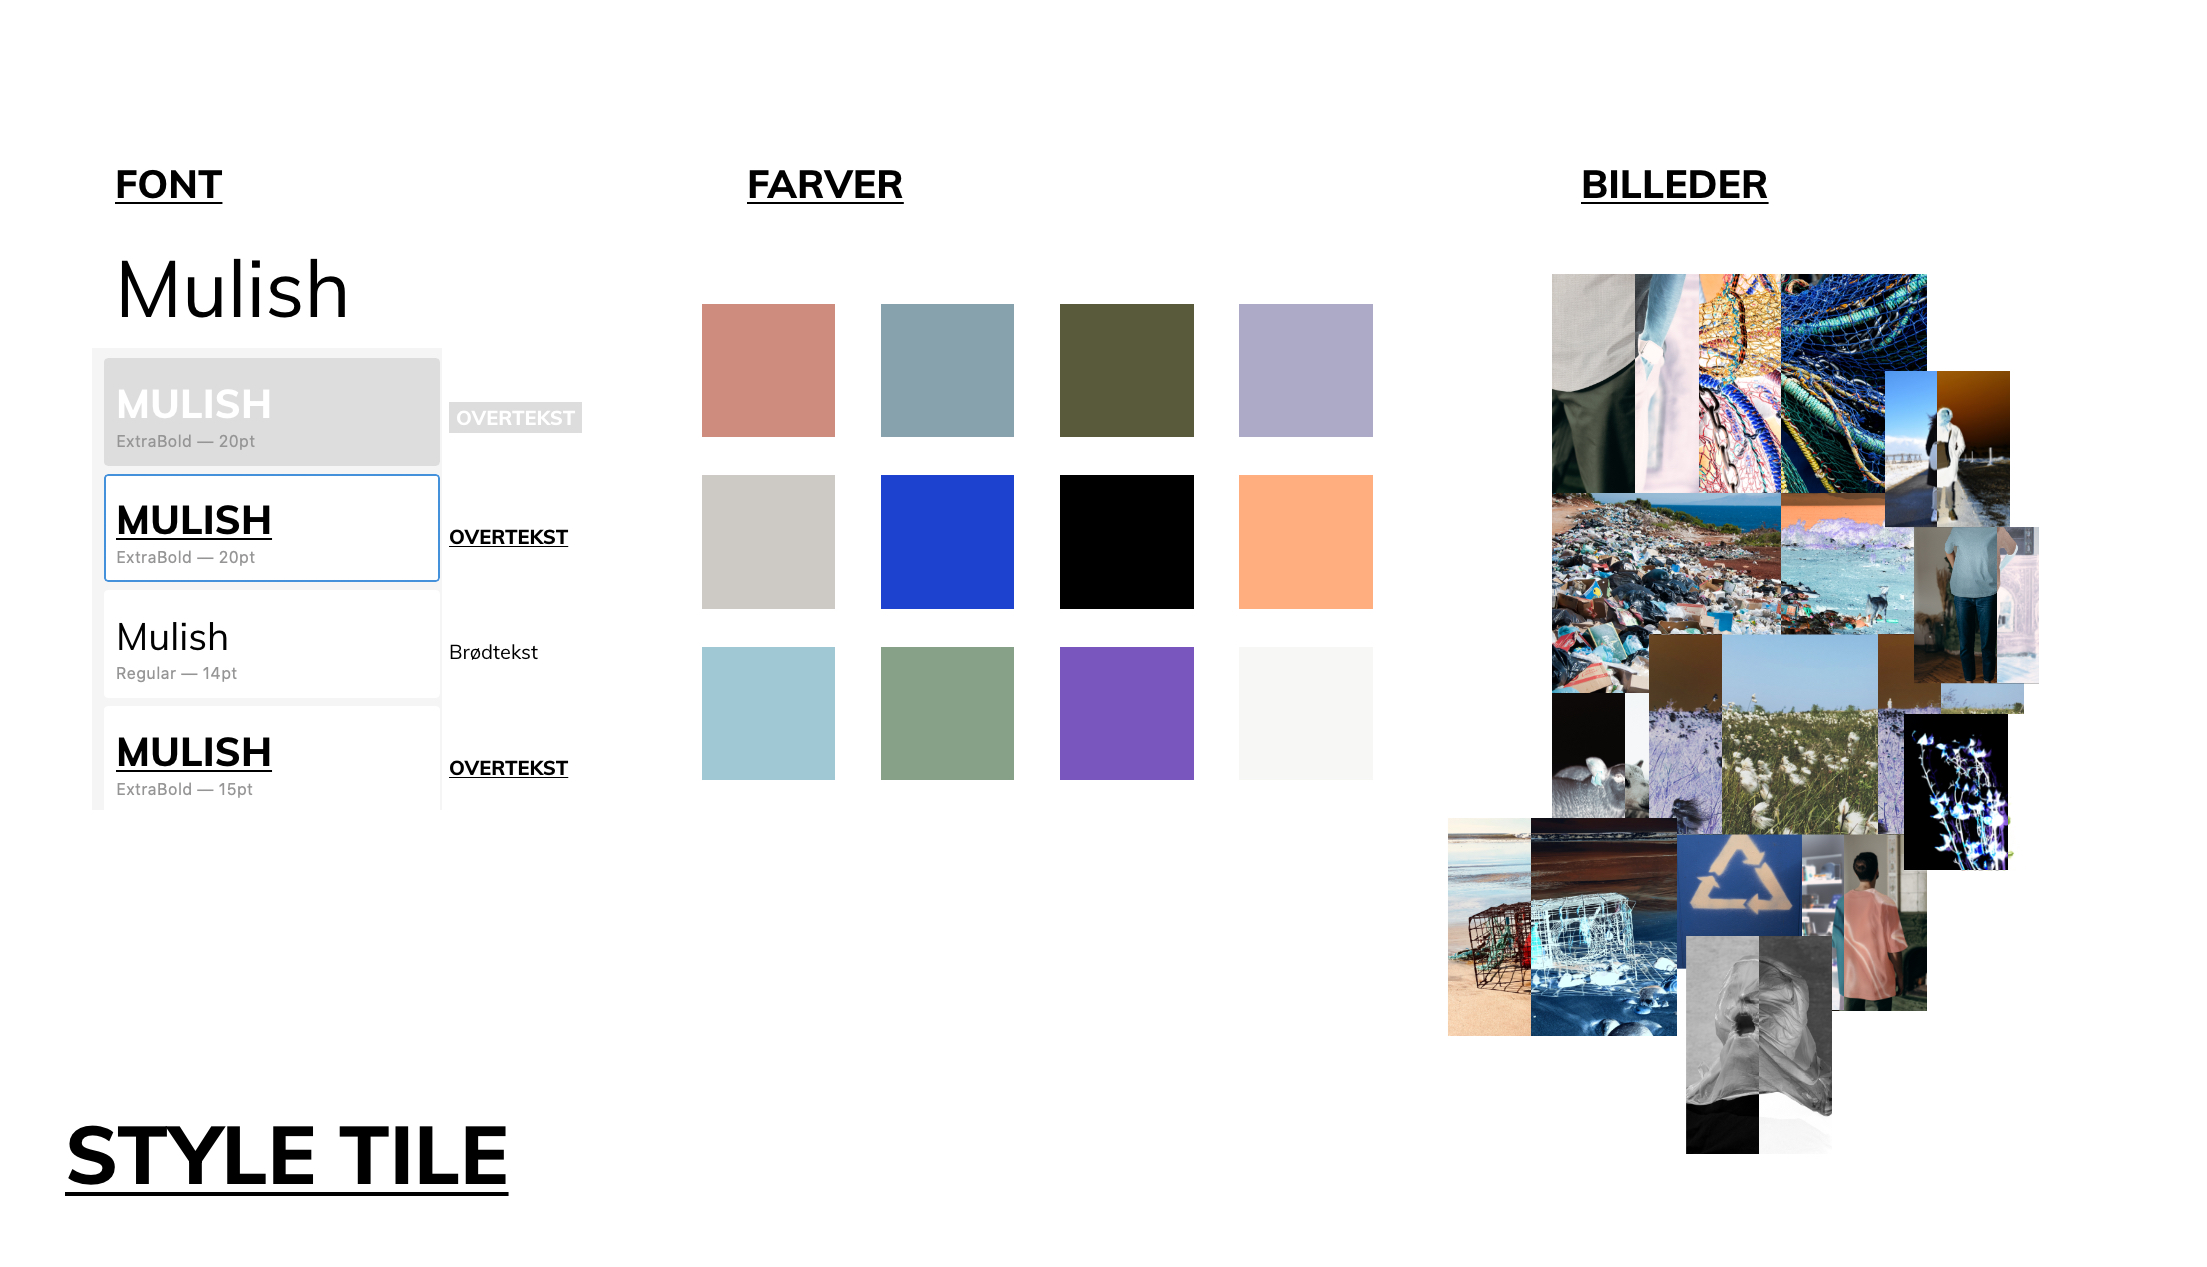 FONT
Mulish
MULISH
ExtraBold — 20pt
OVERTEKST
MULISH
ExtraBold — 20pt
OVERTEKST
Mulish
Regular — 14pt
Brødtekst
MULISH
ExtraBold — 15pt
OVERTEKST
FARVER
BILLEDER
STYLE TILE